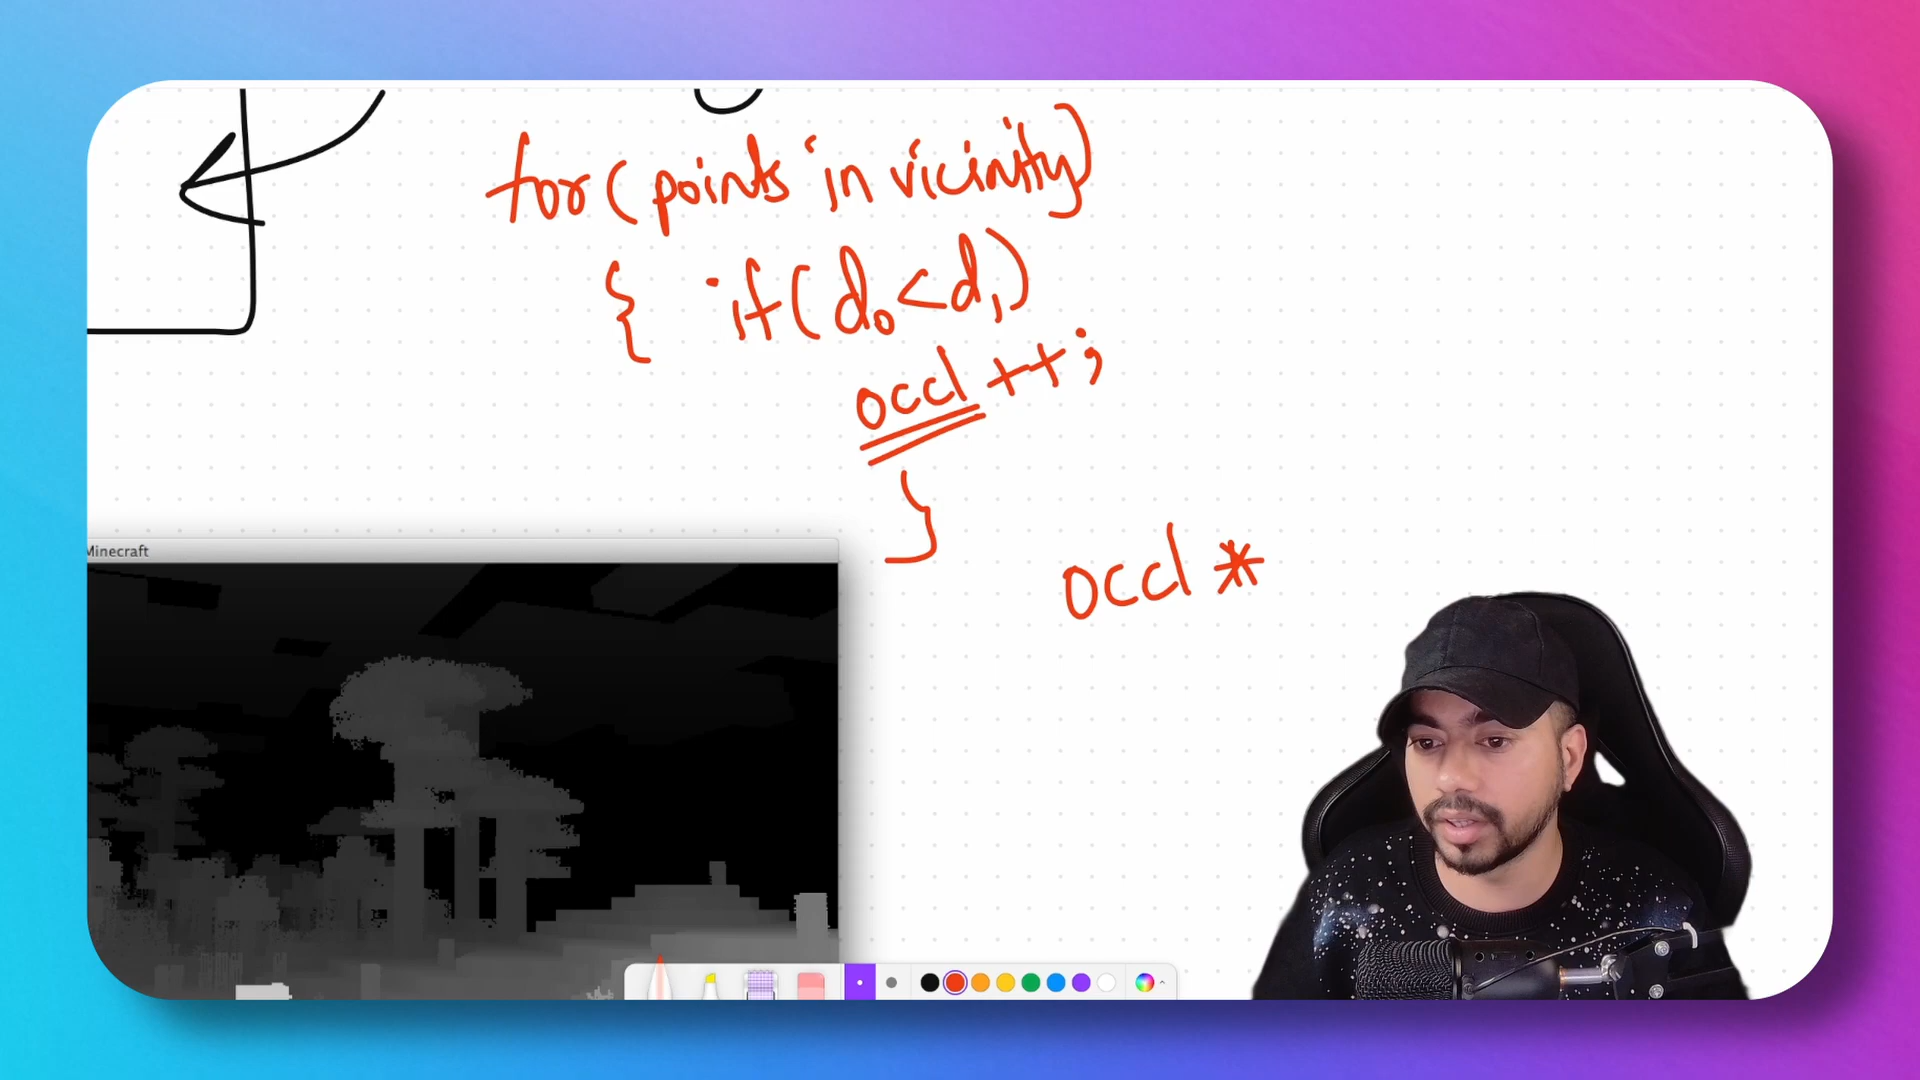 for(points in vicinity)
{ if(d0<d1)
occl++;
}
occl *
Minecraft